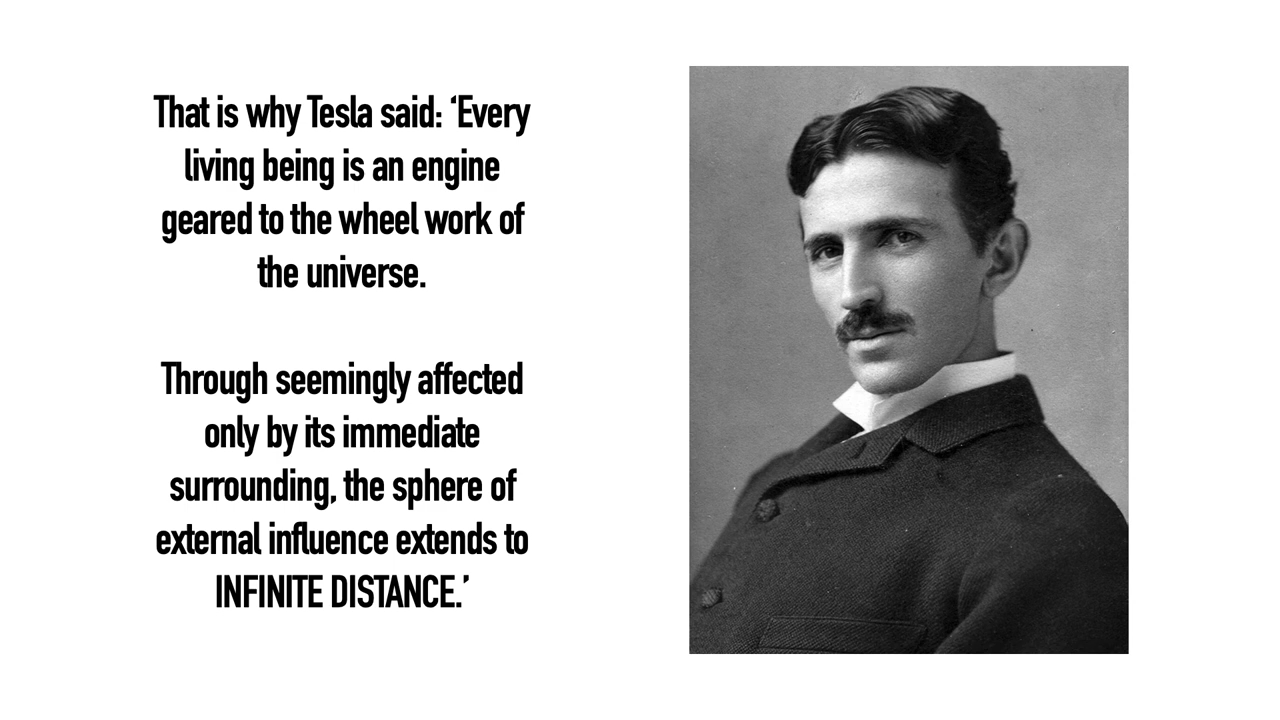 That is why Tesla said: ‘Every
living being is an engine
geared to the wheel work of
the universe.
Through seemingly affected
only by its immediate
surrounding, the sphere of
external influence extends to
INFINITE DISTANCE.’